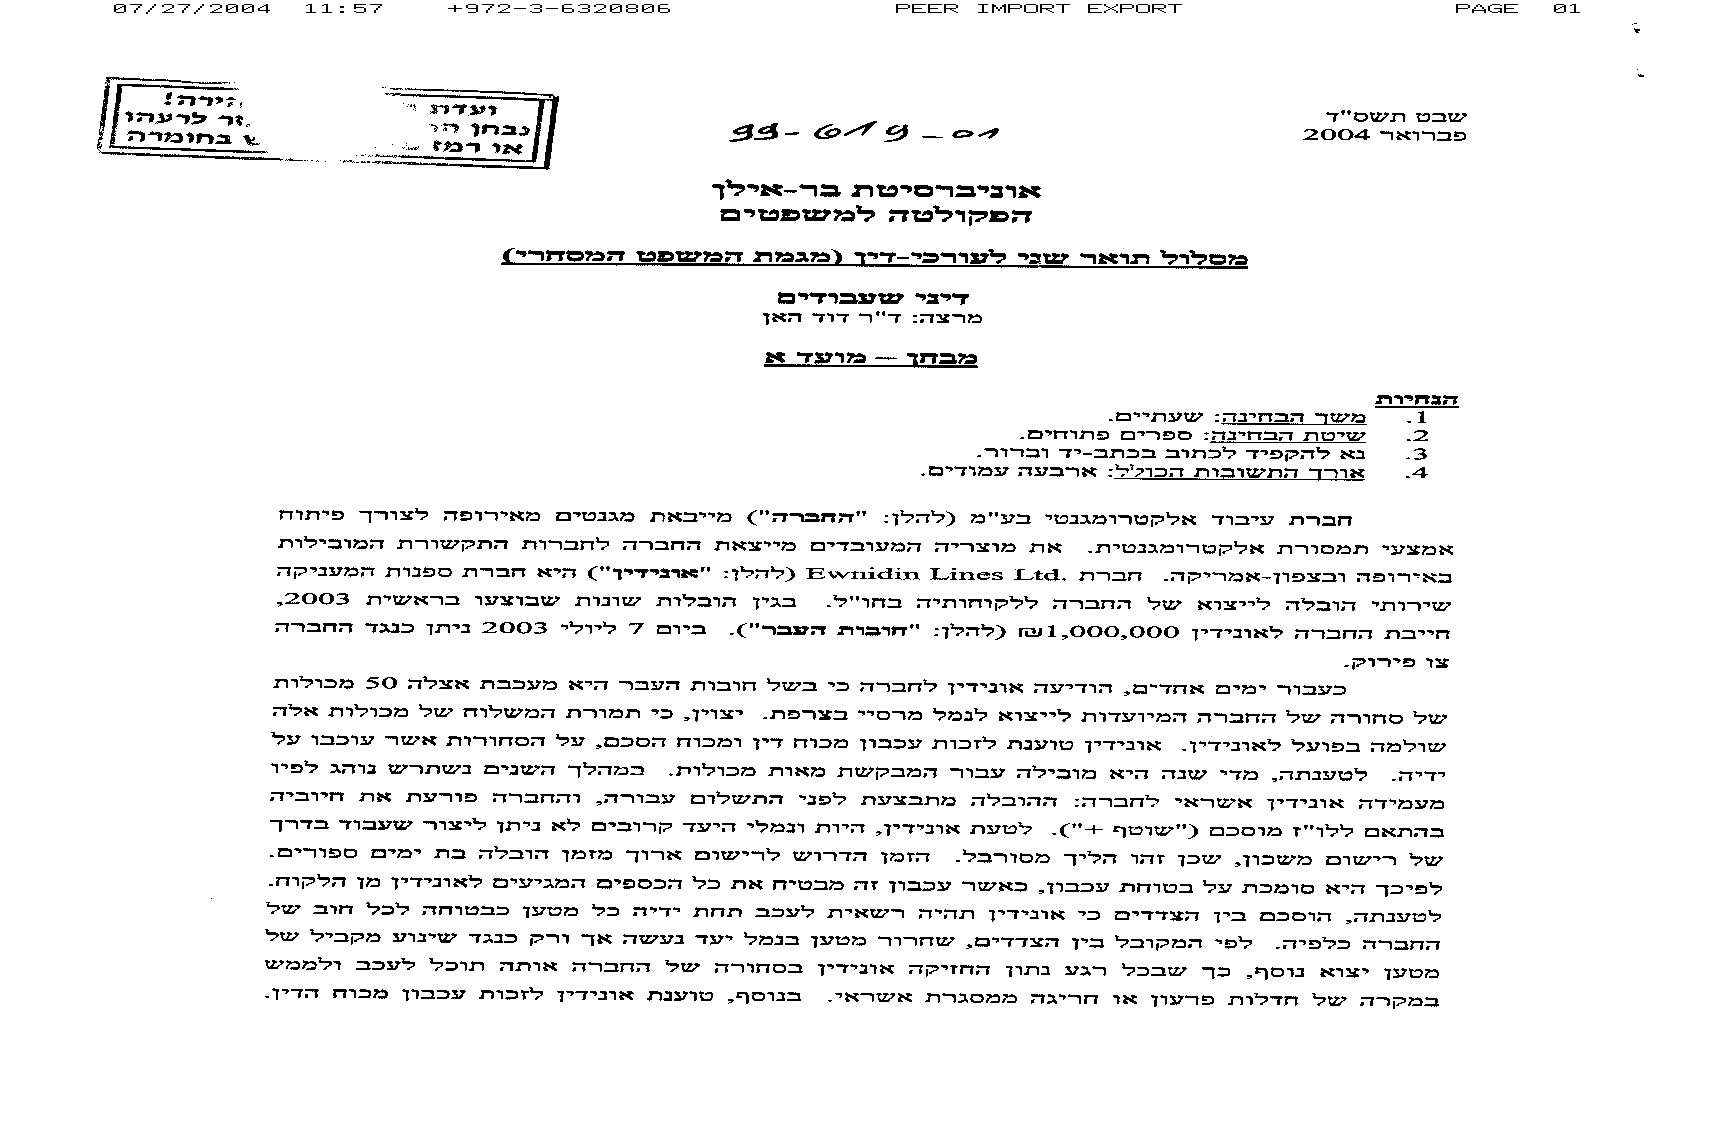 07/27/2004 11:57 +972-3-6320806 PEER IMPORT EXPORT PAGE 01
שבט תשס"ד
פברואר 2004
99-619-01
ועדת
נבחן
או רמז
לרעהו
בחומרה
אוניברסיטת בר-אילן
הפקולטה למשפטים
מסלול תואר שני לעורכי-דין (מגמת המשפט המסחרי)
דיני שעבודים
מרצה: ד"ר דוד האן
מבחן – מועד א
הנחיות
1. משך הבחינה: שעתיים.
2. שיטת הבחינה: ספרים פתוחים.
3. נא להקפיד לכתוב בכתב-יד וברור.
4. אורך התשובות הכולל: ארבעה עמודים.
חברת עיבוד אלקטרומגנטי בע"מ (להלן: "החברה") מייבאת מגנטים מאירופה לצורך פיתוח
אמצעי תמסורת אלקטרומגנטית. את מוצריה המעובדים מייצאת החברה לחברות התקשורת המובילות
באירופה ובצפון-אמריקה. חברת Ewnidin Lines Ltd. (להלן: "אונידין") היא חברת ספנות המעניקה
שירותי הובלה לייצוא של החברה ללקוחותיה בחו"ל. בגין הובלות שונות שבוצעו בראשית 2003,
חייבת החברה לאונידין 1,000,000₪ (להלן: "חובות העבר"). ביום 7 ליולי 2003 ניתן כנגד החברה
צו פירוק.
כעבור ימים אחדים, הודיעה אונידין לחברה כי בשל חובות העבר היא מעכבת אצלה 50 מכולות
של סחורה של החברה המיועדות לייצוא לנמל מרסיי בצרפת. יצוין, כי תמורת המשלוח של מכולות אלה
שולמה בפועל לאונידין. אונידין טוענת לזכות עכבון מכוח דין ומכוח הסכם, על הסחורות אשר עוכבו על
ידיה. לטענתה, מדי שנה היא מובילה עבור המבקשת מאות מכולות. במהלך השנים נשתרש נוהג לפיו
מעמידה אונידין אשראי לחברה: ההובלה מתבצעת לפני התשלום עבורה, והחברה פורעת את חיוביה
בהתאם ללו"ז מוסכם ("שוטף +"). לטעת אונידין, היות ונמלי היעד קרובים לא ניתן ליצור שעבוד בדרך
של רישום משכון, שכן זהו הליך מסורבל. הזמן הדרוש לרישום ארוך מזמן הובלה בת ימים ספורים.
לפיכך היא סומכת על בטוחת עכבון, כאשר עכבון זה מבטיח את כל הכספים המגיעים לאונידין מן הלקוח.
לטענתה, הוסכם בין הצדדים כי אונידין תהיה רשאית לעכב תחת ידיה כל מטען כבטוחה לכל חוב של
החברה כלפיה. לפי המקובל בין הצדדים, שחרור מטען בנמל יעד נעשה אך ורק כנגד שינוע מקביל של
מטען יצוא נוסף, כך שבכל רגע נתון החזיקה אונידין בסחורה של החברה אותה תוכל לעכב ולממש
במקרה של חדלות פרעון או חריגה ממסגרת אשראי. בנוסף, טוענת אונידין לזכות עכבון מכוח הדין.